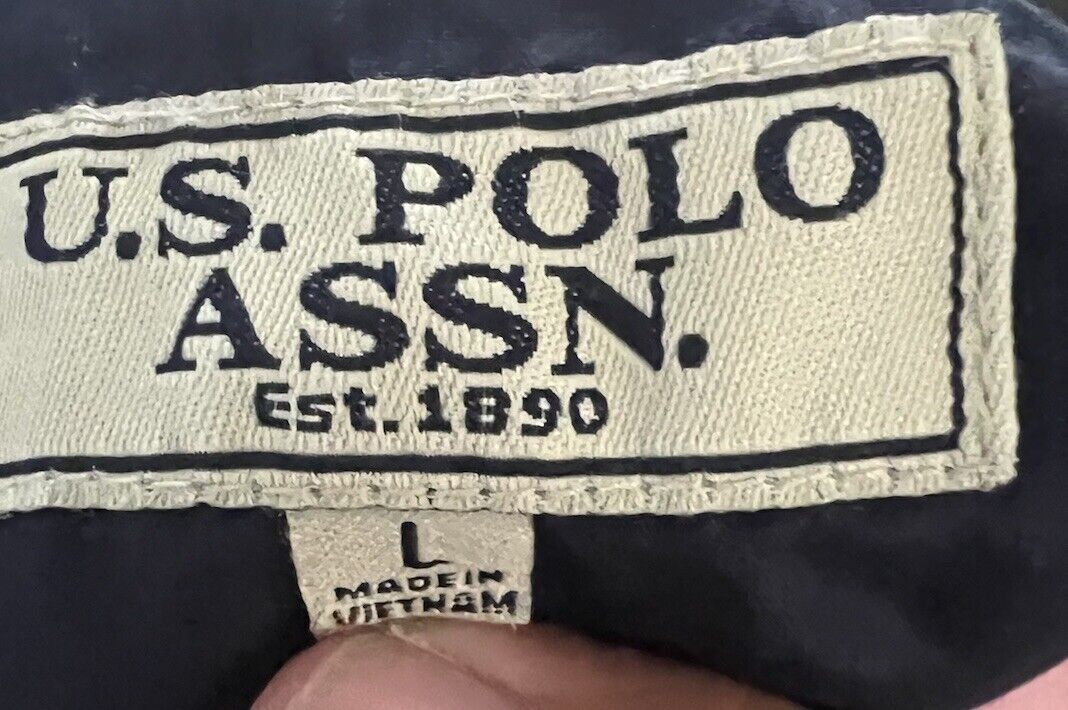 U.S. POLO
ASSN.
Est. 1890
L
MADE IN
VIETNAM